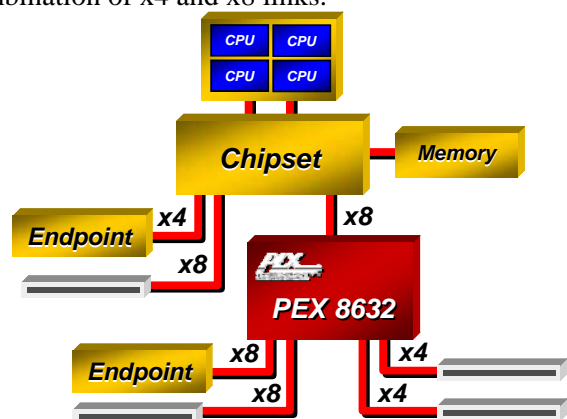 combination of x4 and x8 links.
CPU CPU
CPU CPU
Chipset
Memory
x4
x8
Endpoint
x8
PEX 8632
x8
x4
Endpoint
x8
x4